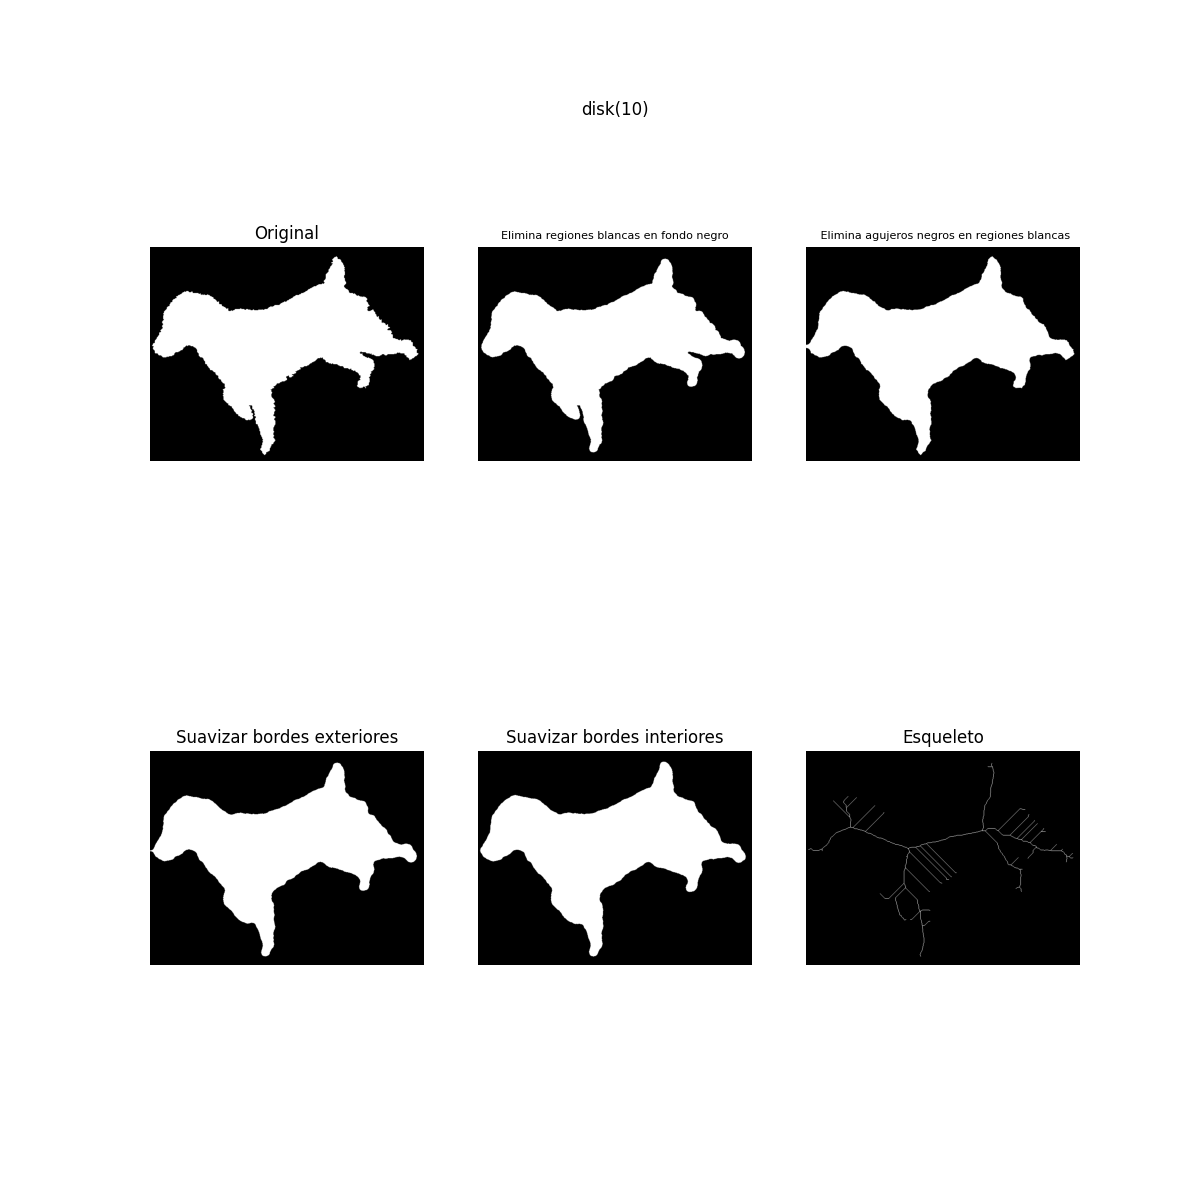 disk(10)
Original
Elimina regiones blancas en fondo negro
Elimina agujeros negros en regiones blancas
Suavizar bordes exteriores
Suavizar bordes interiores
Esqueleto